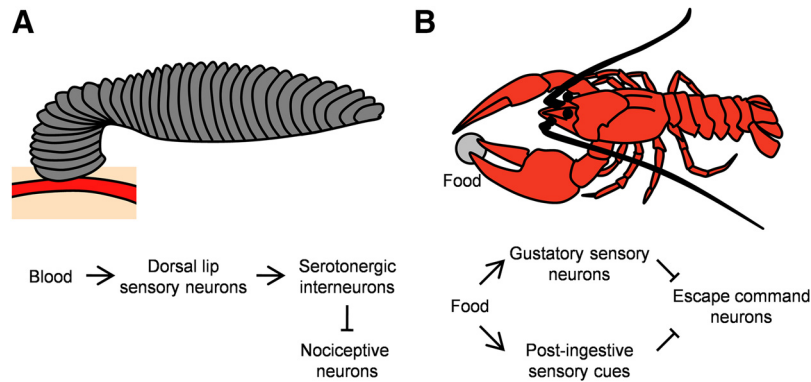 A
B
Food
Blood
Dorsal lip
sensory neurons
Serotonergic
interneurons
Nociceptive
neurons
Food
Gustatory sensory
neurons
Post-ingestive
sensory cues
Escape command
neurons